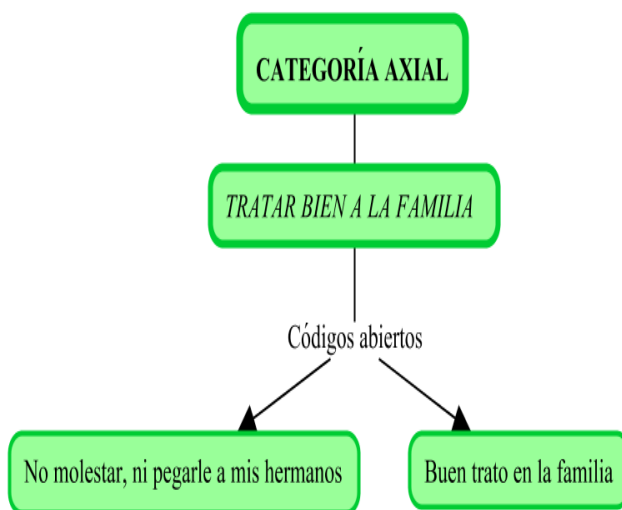 CATEGORÍA AXIAL
TRATAR BIEN A LA FAMILIA
Códigos abiertos
No molestar, ni pegarle a mis hermanos
Buen trato en la familia